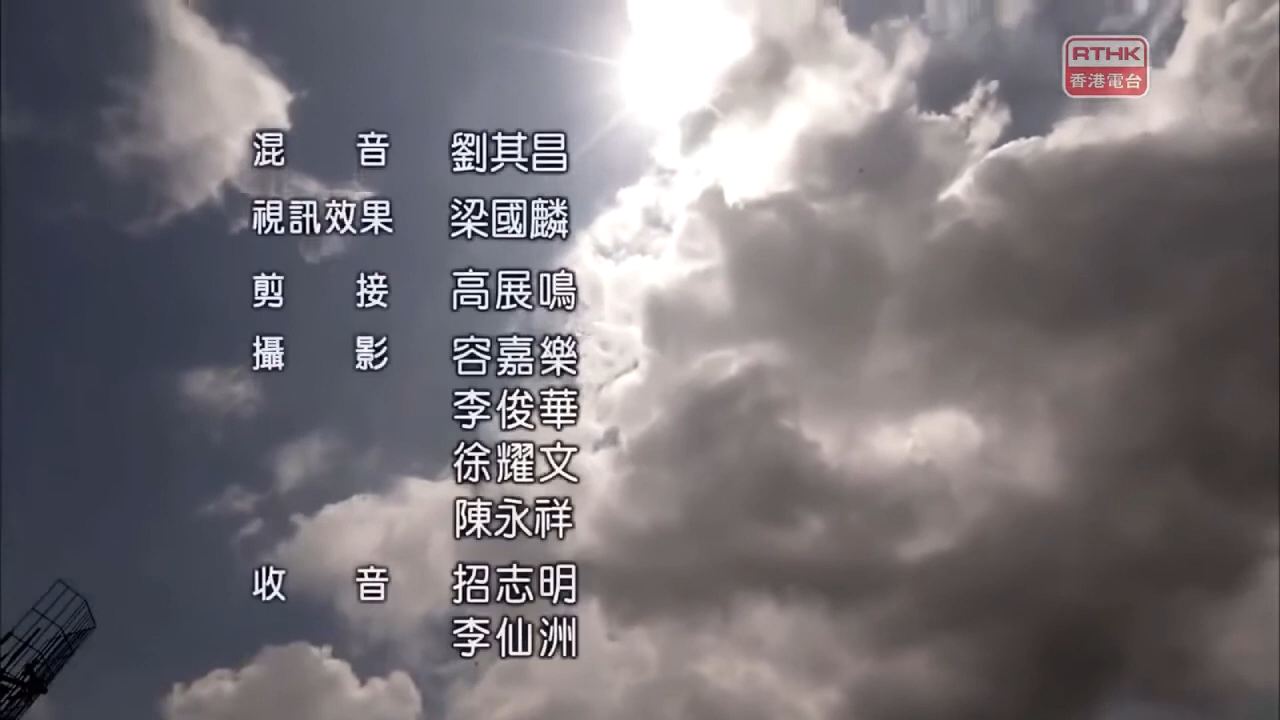 RTHK
香港電台
混音 劉其昌
視訊效果 梁國麟
剪接 高展鳴
攝影 容嘉樂
李俊華
徐耀文
陳永祥
收音 招志明
李仙洲